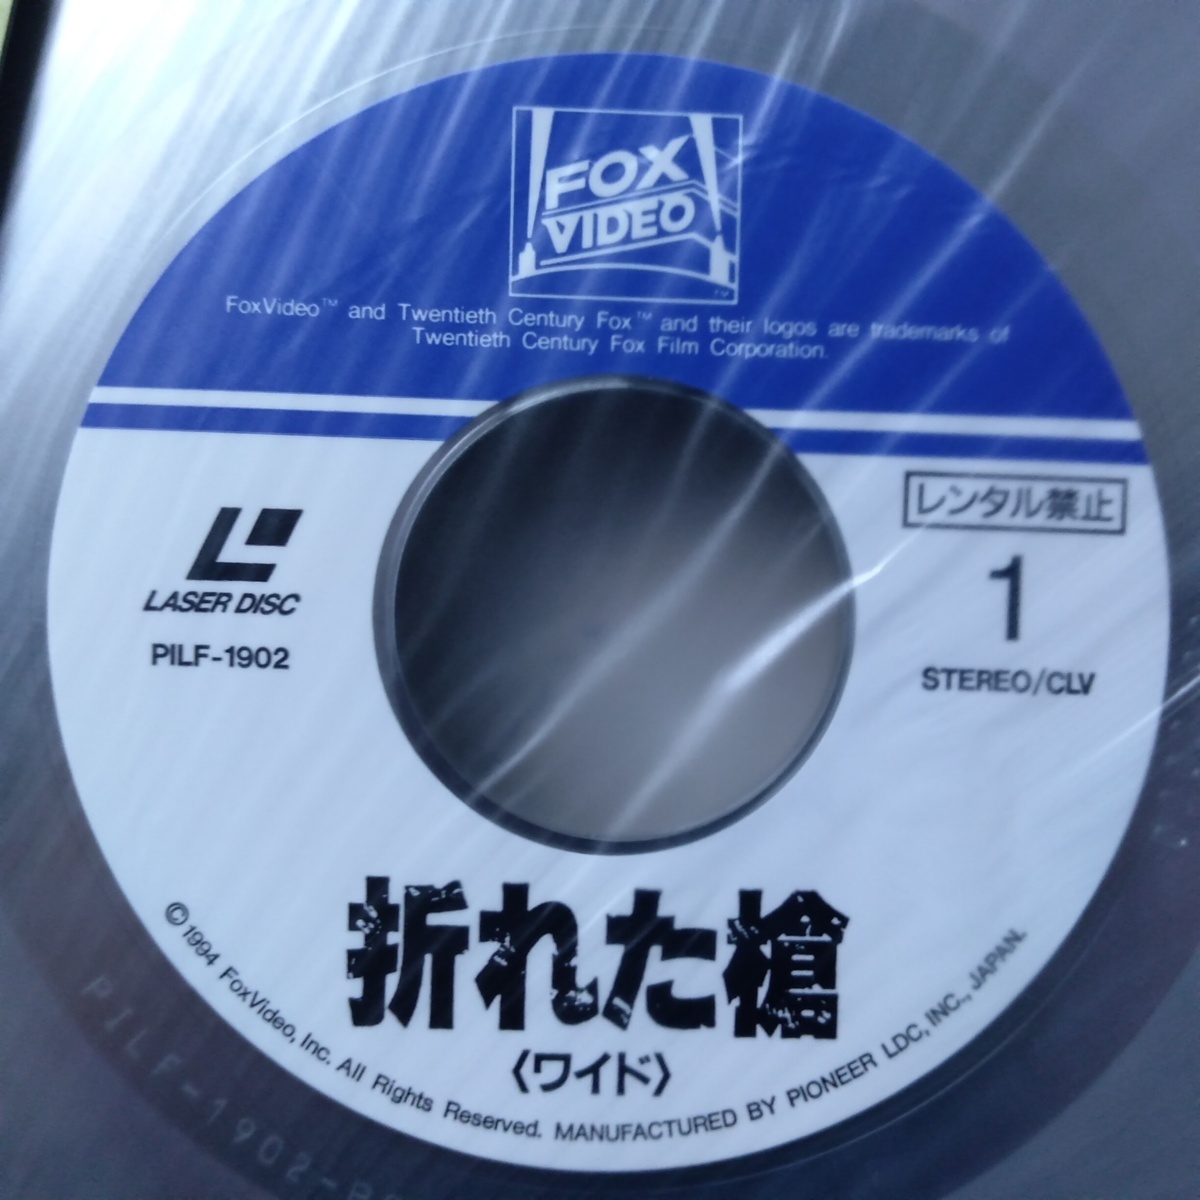 FOX
VIDEO
TM
FoxVideo™ and Twentieth Century Fox™ and their logos are trademarks of
Twentieth Century Fox Film Corporation.
レンタル禁止
1
STEREO/CLV
LASER DISC
PILF-1902
折れた槍
〈ワイド〉
©1994 FoxVideo, Inc. All Rights Reserved. MANUFACTURED BY PIONEER LDC, INC., JAPAN.
PILF-1902-